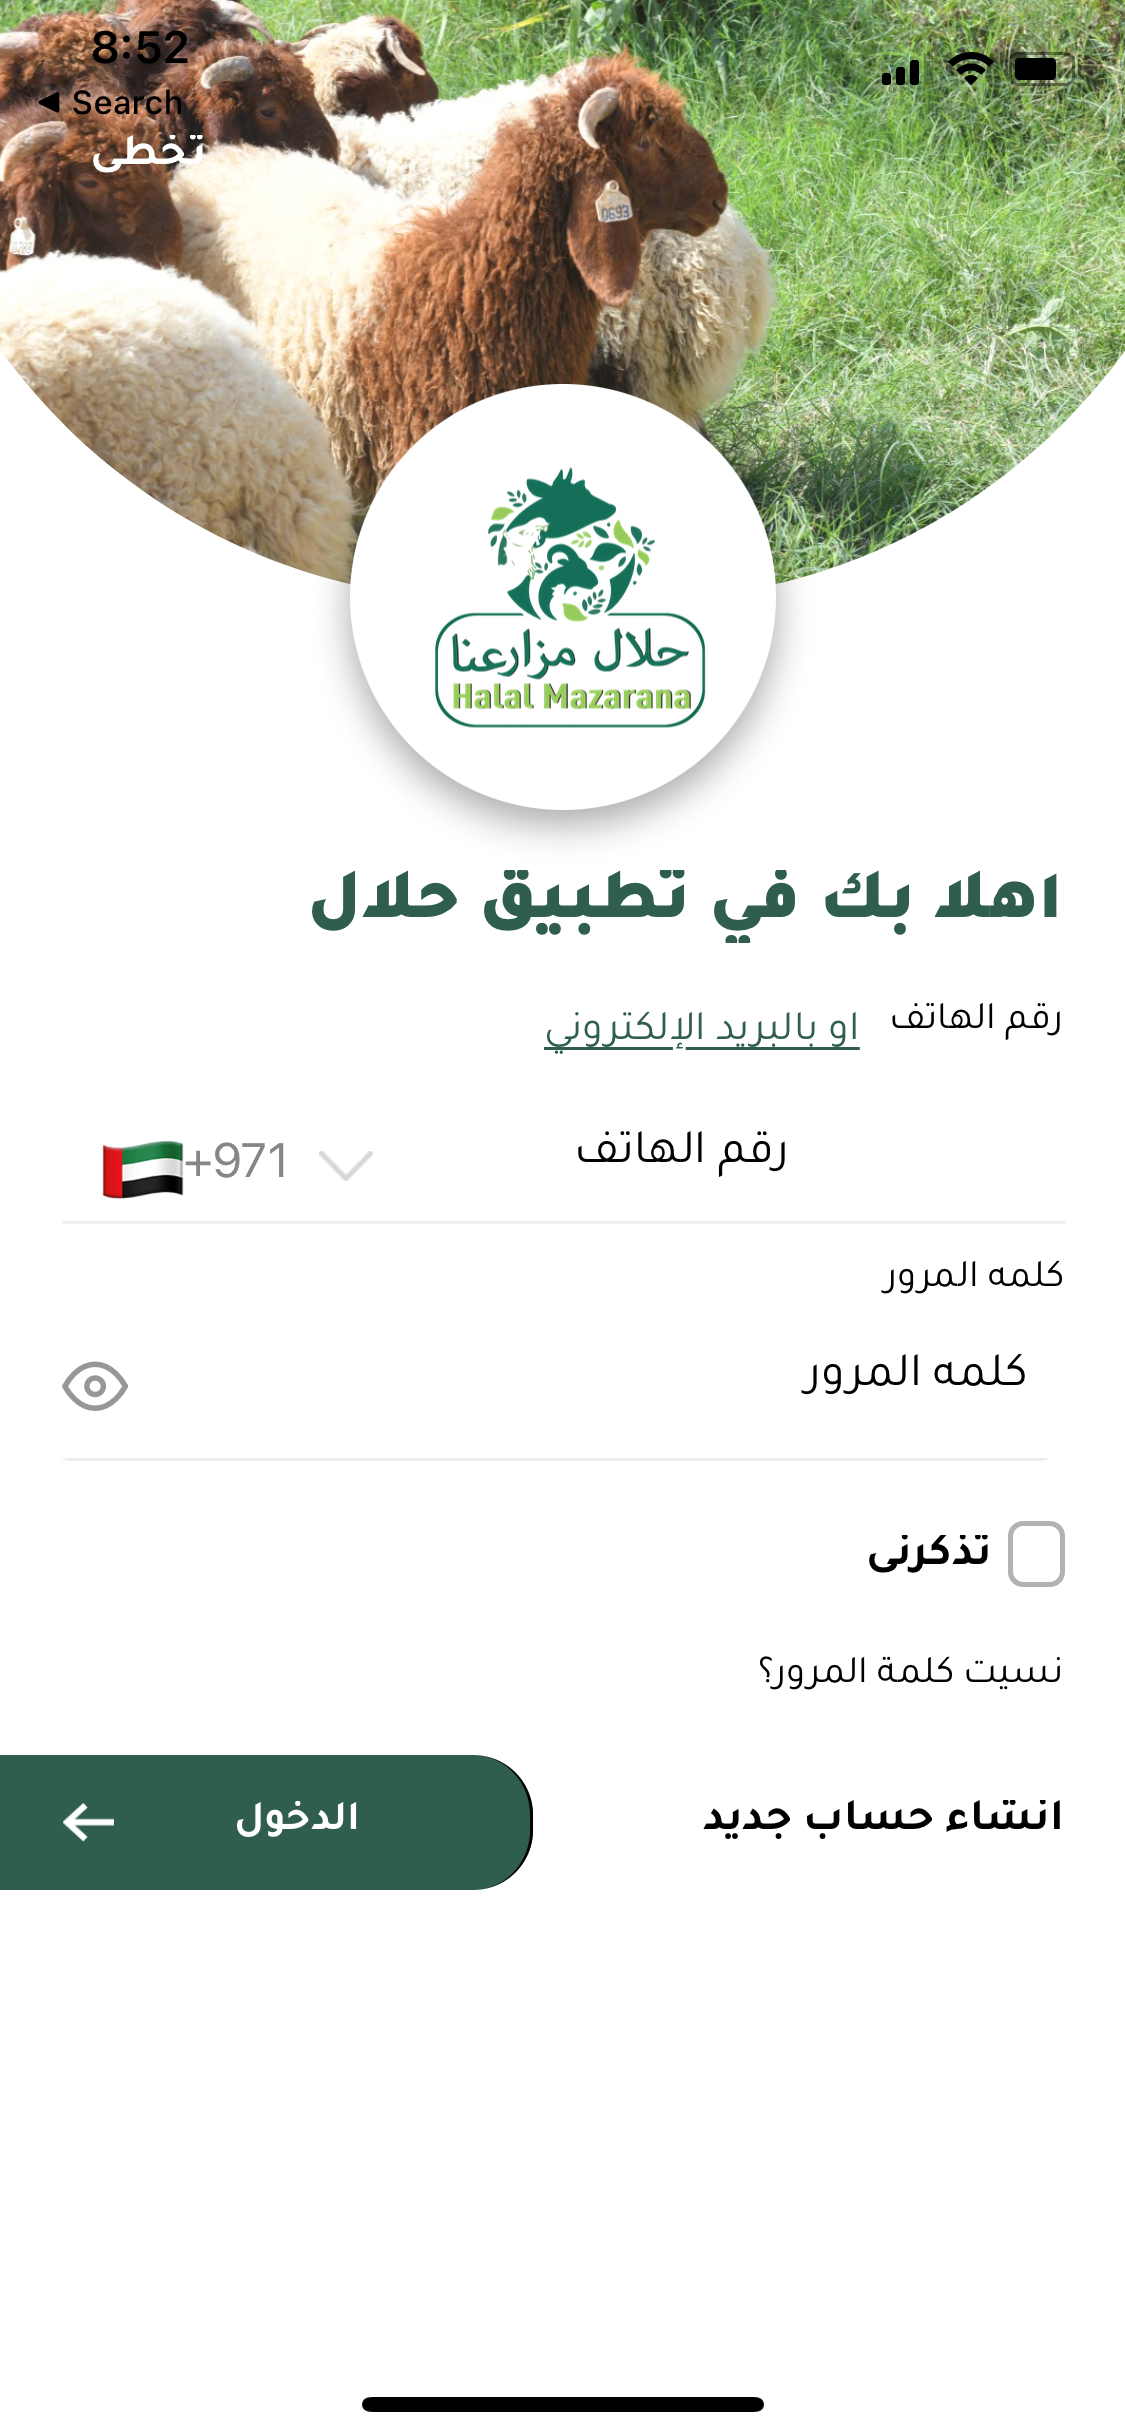 8:52
◀ Search
تخطى
0693
حلال مزارعنا
Halal Mazarana
اهلا بك في تطبيق حلال
رقم الهاتف او بالبريد الإلكتروني
رقم الهاتف +971
كلمه المرور
كلمه المرور
تذكرنى
نسيت كلمة المرور؟
انشاء حساب جديد الدخول